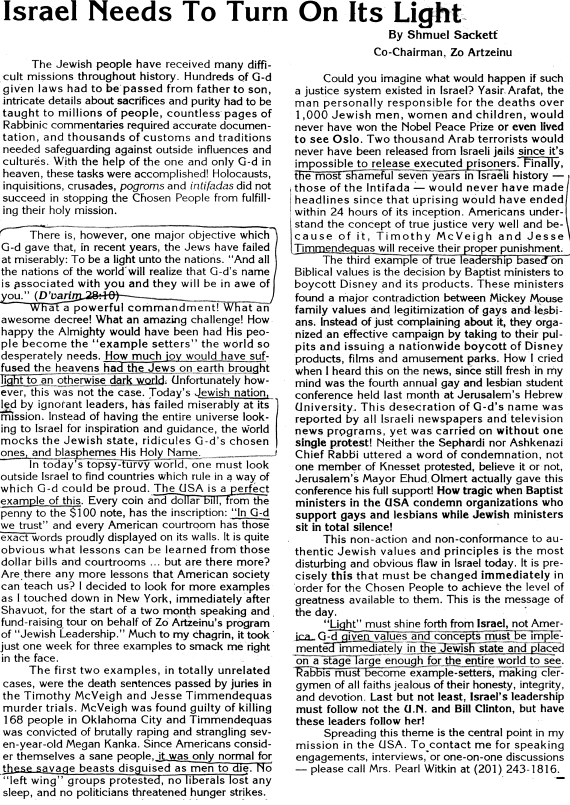 Israel Needs To Turn On Its Light
By Shmuel Sackett
Co-Chairman, Zo Artzeinu
The Jewish people have received many diffi-
cult missions throughout history. Hundreds of G-d
given laws had to be passed from father to son,
intricate details about sacrifices and purity had to be
taught to millions of people, countless pages of
Rabbinic commentaries required accurate documen-
tation, and thousands of customs and traditions
needed safeguarding against outside influences and
cultures. With the help of the one and only G-d in
heaven, these tasks were accomplished! Holocausts,
inquisitions, crusades, pogroms and intifadas did not
succeed in stopping the Chosen People from fulfill-
ing their holy mission.
There is, however, one major objective which
G-d gave that, in recent years, the Jews have failed
at miserably: To be a light unto the nations. "And all
the nations of the world will realize that G-d's name
is associated with you and they will be in awe of
you." (D'varim 28:10)
What a powerful commandment! What an
awesome decree! What an amazing challenge! How
happy the Almighty would have been had His peo-
ple become the "example setters" the world so
desperately needs. How much joy would have suf-
fused the heavens had the Jews on earth brought
light to an otherwise dark world. Unfortunately how-
ever, this was not the case. Today's Jewish nation,
led by ignorant leaders, has failed miserably at its
mission. Instead of having the entire universe look-
ing to Israel for inspiration and guidance, the world
mocks the Jewish state, ridicules G-d's chosen
ones, and blasphemes His Holy Name.
In today's topsy-turvy world, one must look
outside Israel to find countries which rule in a way of
which G-d could be proud. The USA is a perfect
example of this. Every coin and dollar bill, from the
penny to the $100 note, has the inscription: "In G-d
we trust" and every American courtroom has those
exact words proudly displayed on its walls. It is quite
obvious what lessons can be learned from those
dollar bills and courtrooms ... but are there more?
Are there any more lessons that American society
can teach us? I decided to look for more examples
as I touched down in New York, immediately after
Shavuot, for the start of a two month speaking and
fund-raising tour on behalf of Zo Artzeinu's program
of "Jewish Leadership." Much to my chagrin, it took
just one week for three examples to smack me right
in the face.
The first two examples, in totally unrelated
cases, were the death sentences passed by juries in
the Timothy McVeigh and Jesse Timmendequas
murder trials. McVeigh was found guilty of killing
168 people in Oklahoma City and Timmendequas
was convicted of brutally raping and strangling sev-
en-year-old Megan Kanka. Since Americans consid-
er themselves a sane people, it was only normal for
these savage beasts disguised as men to die. No
"left wing" groups protested, no liberals lost any
sleep, and no politicians threatened hunger strikes.
Could you imagine what would happen if such
a justice system existed in Israel? Yasir Arafat, the
man personally responsible for the deaths over
1,000 Jewish men, women and children, would
never have won the Nobel Peace Prize or even lived
to see Oslo. Two thousand Arab terrorists would
never have been released from Israeli jails since it's
impossible to release executed prisoners. Finally,
the most shameful seven years in Israeli history —
those of the Intifada — would never have made
headlines since that uprising would have ended
within 24 hours of its inception. Americans under-
stand the concept of true justice very well and be-
cause of it, Timothy McVeigh and Jesse
Timmendequas will receive their proper punishment.
The third example of true leadership based on
Biblical values is the decision by Baptist ministers to
boycott Disney and its products. These ministers
found a major contradiction between Mickey Mouse
family values and legitimization of gays and lesbi-
ans. Instead of just complaining about it, they orga-
nized an effective campaign by taking to their pul-
pits and issuing a nationwide boycott of Disney
products, films and amusement parks. How I cried
when I heard this on the news, since still fresh in my
mind was the fourth annual gay and lesbian student
conference held last month at Jerusalem's Hebrew
University. This desecration of G-d's name was
reported by all Israeli newspapers and television
news programs, yet was carried on without one
single protest! Neither the Sephardi nor Ashkenazi
Chief Rabbi uttered a word of condemnation, not
one member of Knesset protested, believe it or not,
Jerusalem's Mayor Ehud Olmert actually gave this
conference his full support! How tragic when Baptist
ministers in the USA condemn organizations who
support gays and lesbians while Jewish ministers
sit in total silence!
This non-action and non-conformance to au-
thentic Jewish values and principles is the most
disturbing and obvious flaw in Israel today. It is pre-
cisely this that must be changed immediately in
order for the Chosen People to achieve the level of
greatness available to them. This is the message of
the day.
"Light" must shine forth from Israel, not Amer-
ica. G-d given values and concepts must be imple-
mented immediately in the Jewish state and placed
on a stage large enough for the entire world to see.
Rabbis must become example-setters, making cler-
gymen of all faiths jealous of their honesty, integrity,
and devotion. Last but not least, Israel's leadership
must follow not the U.N. and Bill Clinton, but have
these leaders follow her!
Spreading this theme is the central point in my
mission in the USA. To contact me for speaking
engagements, interviews, or one-on-one discussions
— please call Mrs. Pearl Witkin at (201) 243-1816.